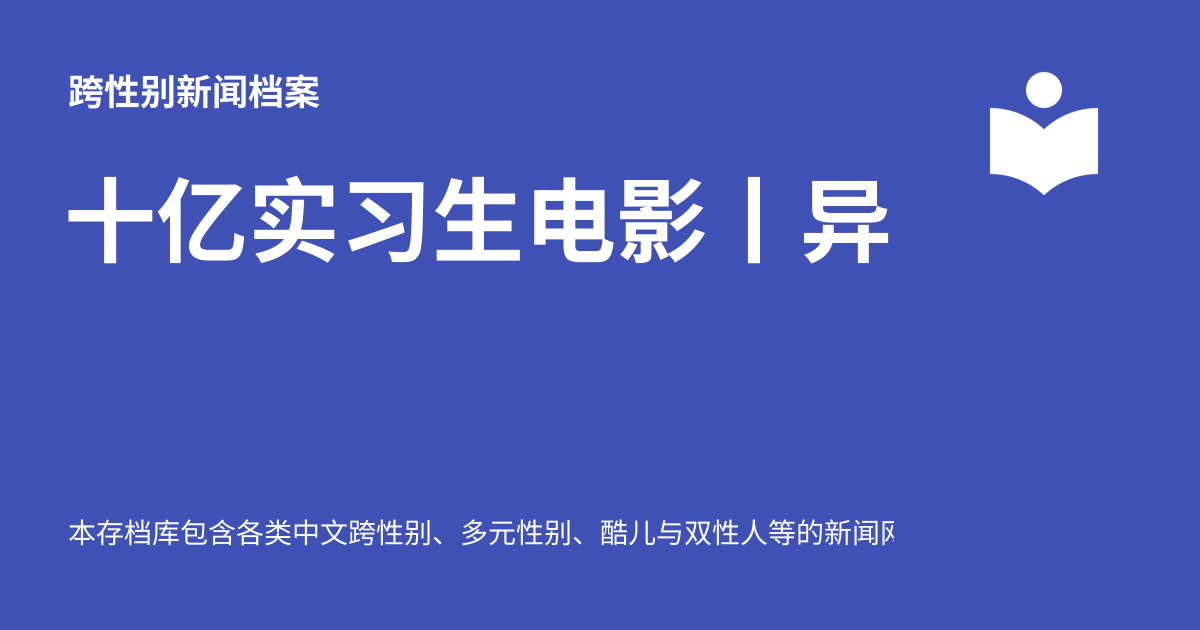 跨性别新闻档案
十亿实习生电影丨异
本存档库包含各类中文跨性别、多元性别、酷儿与双性人等的新闻